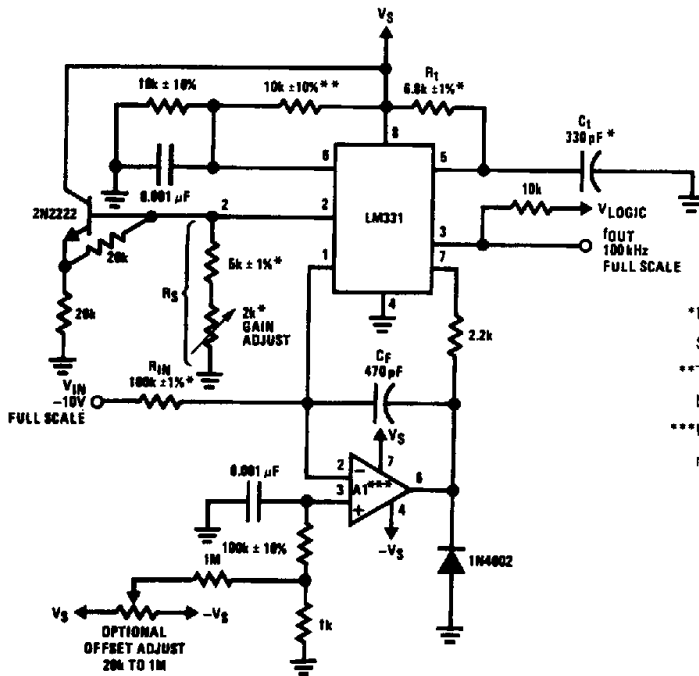 VS
10k ± 10%
10k ±10%**
Rt
6.8k ±1%*
Ct
330 pF*
8
6
5
0.001 µF
LM331
10k
VLOGIC
2N2222
2
2
3
fOUT
100 kHz
FULL SCALE
20k
1
7
5k ± 1%*
RS
4
20k
2k*
GAIN
ADJUST
2.2k
CF
470 pF
RIN
100k ±1%*
VIN
–10V
FULL SCALE
VS
7
2
–
6
0.001 µF
3
A1***
+
4
–VS
100k ± 10%
1M
1N4002
VS
–VS
1k
OPTIONAL
OFFSET ADJUST
20k TO 1M
*
S
**T
***